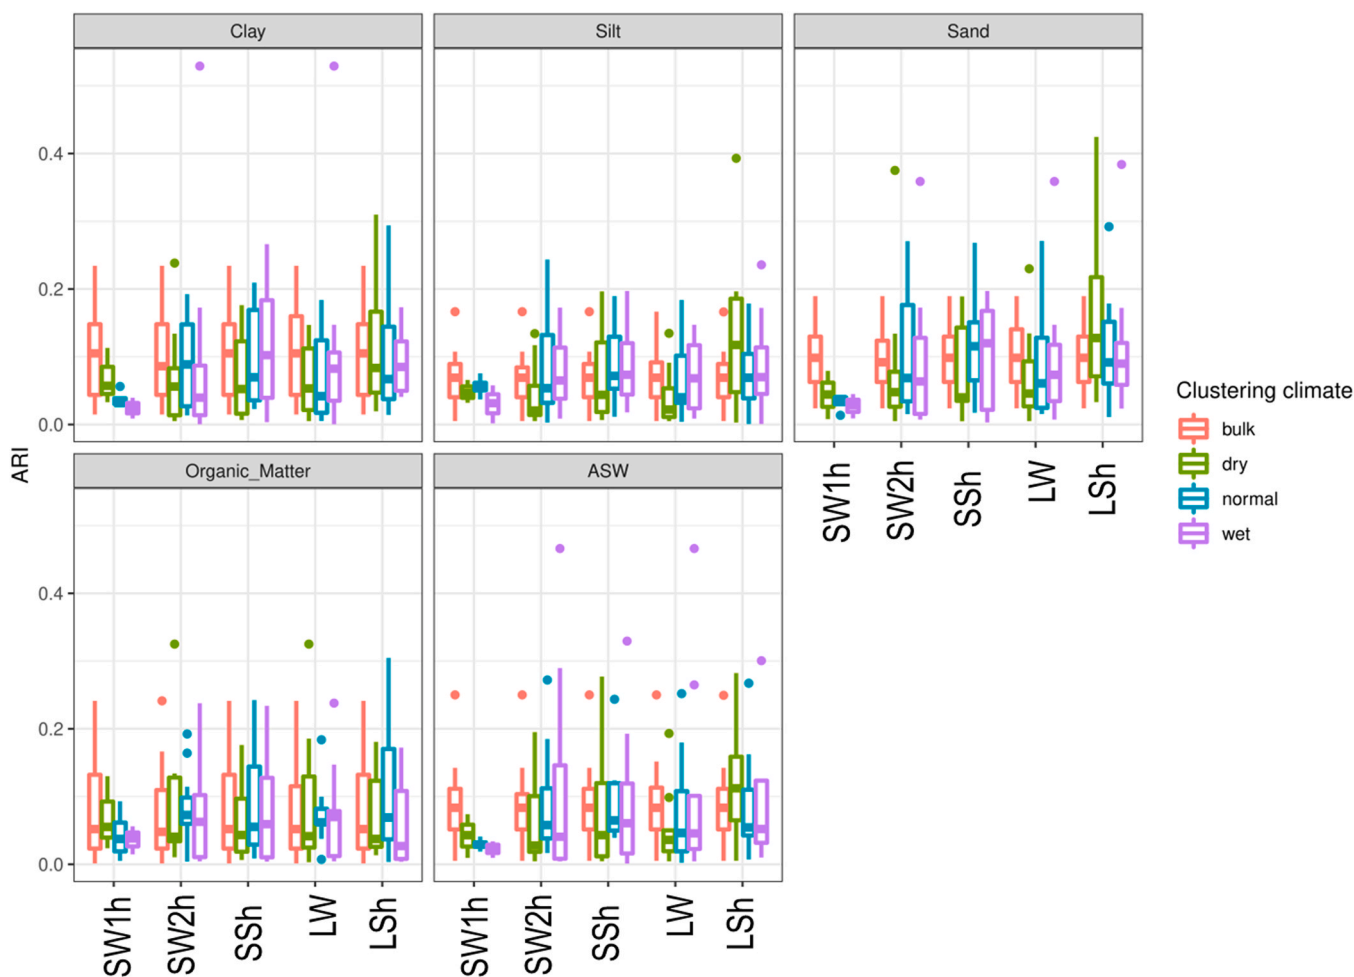 Clay
Silt
Sand
0.4
0.2
0.0
ARI
Organic_Matter
ASW
SW1h
SW2h
SSh
LW
LSh
0.4
0.2
0.0
SW1h
SW2h
SSh
LW
LSh
SW1h
SW2h
SSh
LW
LSh
Clustering climate
bulk
dry
normal
wet